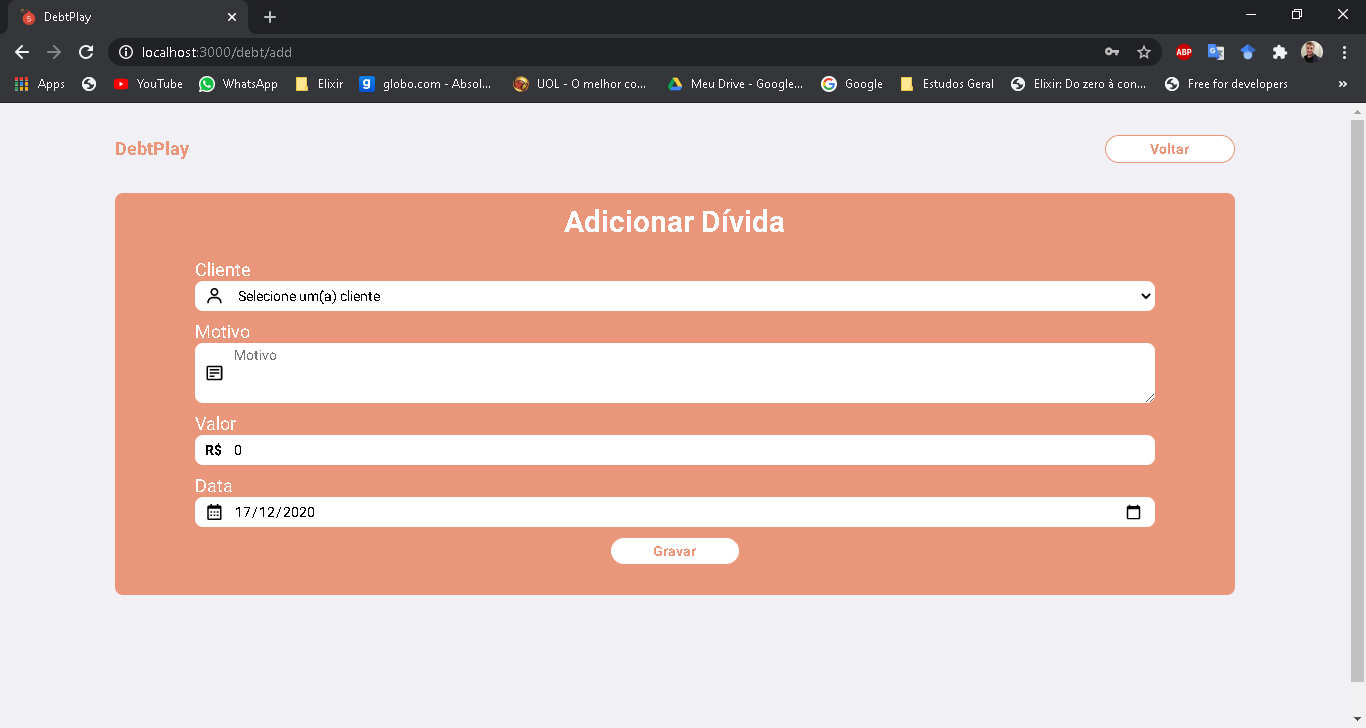 DebtPlay
localhost:3000/debt/add
ABP
Apps YouTube WhatsApp Elixir globo.com - Absol... UOL - O melhor co... Meu Drive - Google... Google Estudos Geral Elixir: Do zero à con... Free for developers »
DebtPlay Voltar
Adicionar Dívida
Cliente
Selecione um(a) cliente
Motivo
Motivo
Valor
R$ 0
Data
17/12/2020
Gravar